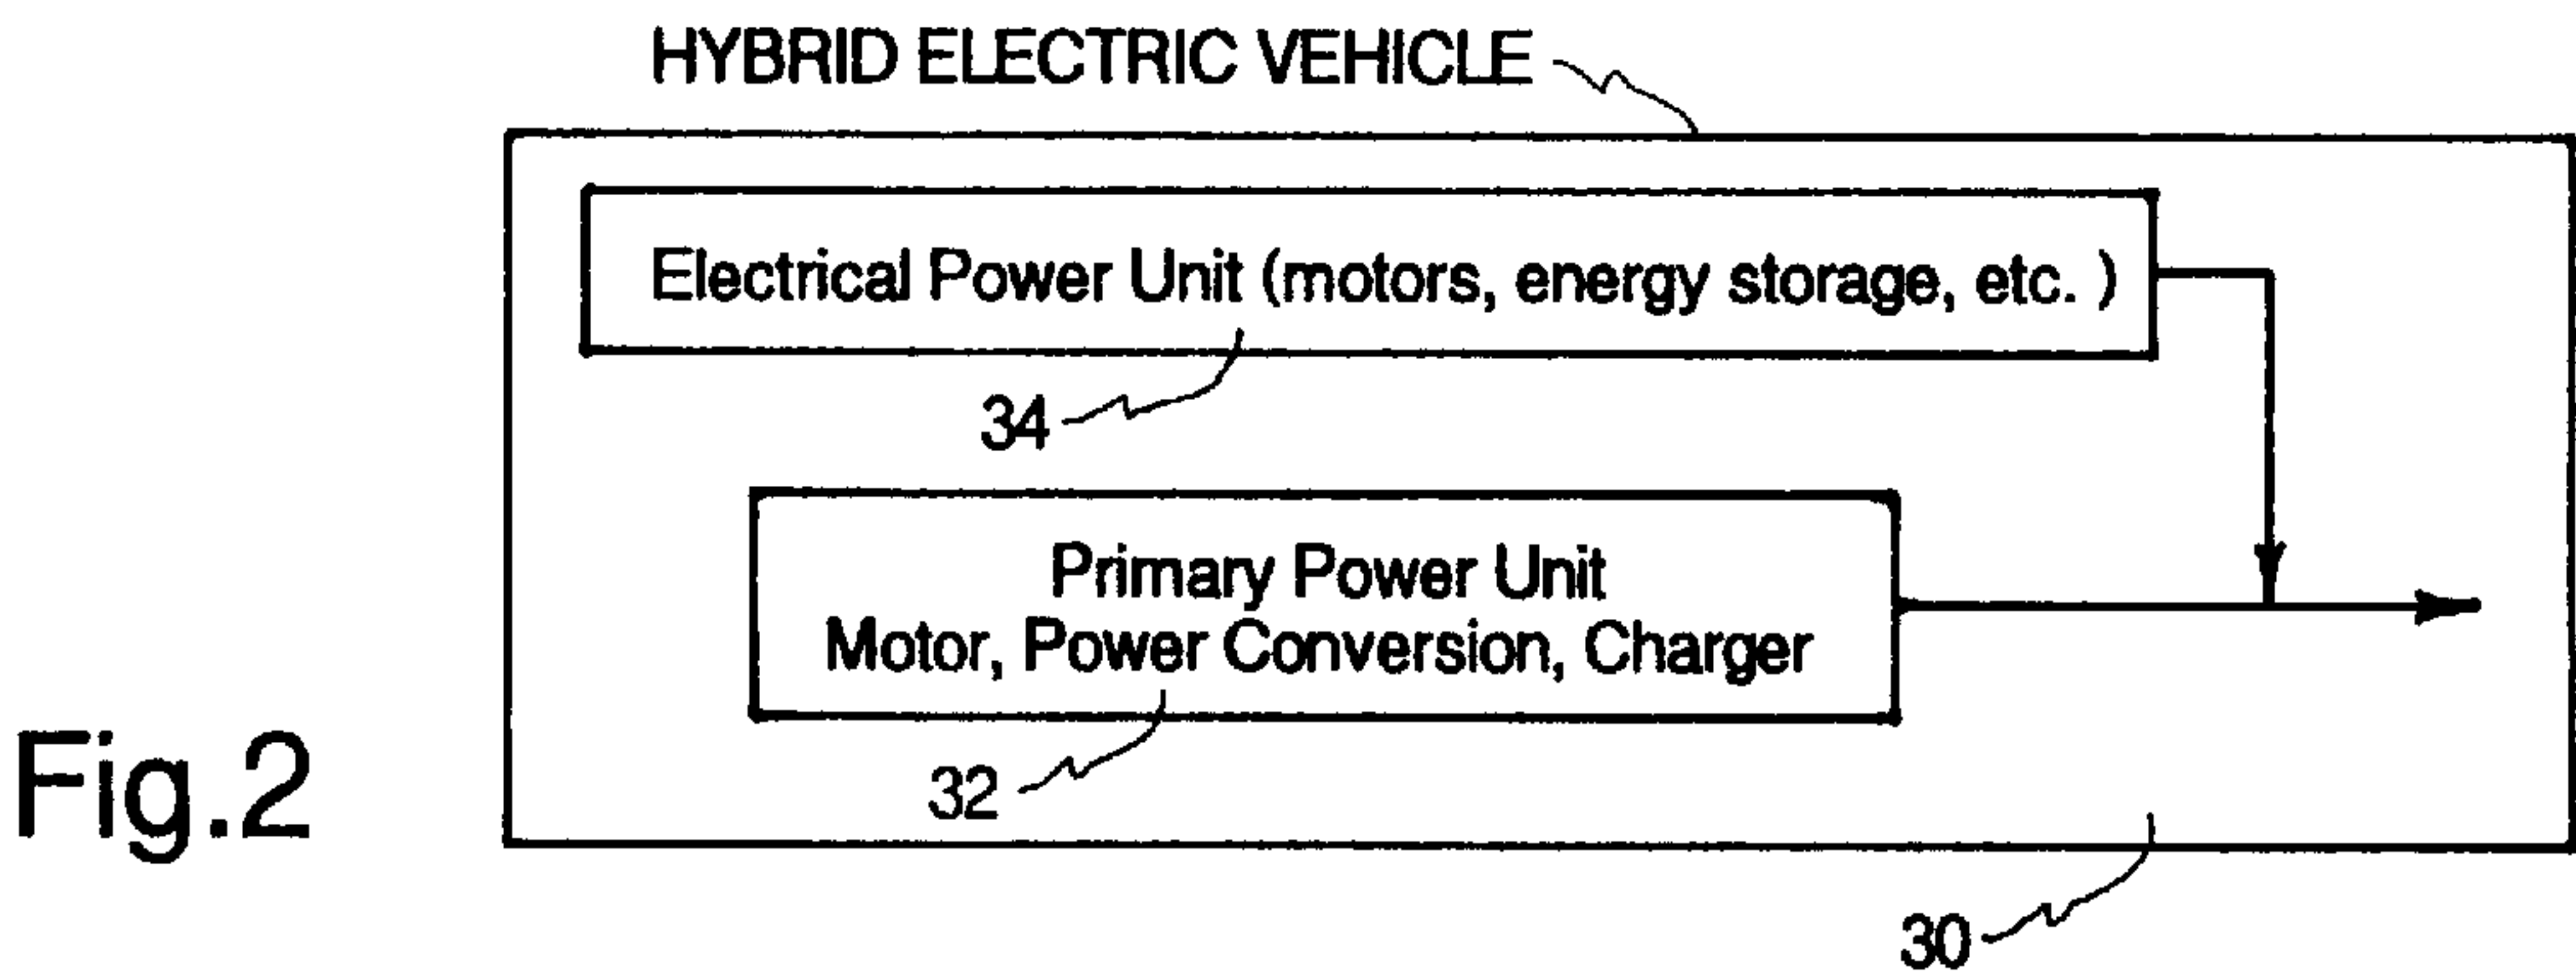 HYBRID ELECTRIC VEHICLE
Electrical Power Unit (motors, energy storage, etc. )
34
Primary Power Unit
Motor, Power Conversion, Charger
32
Fig.2
30